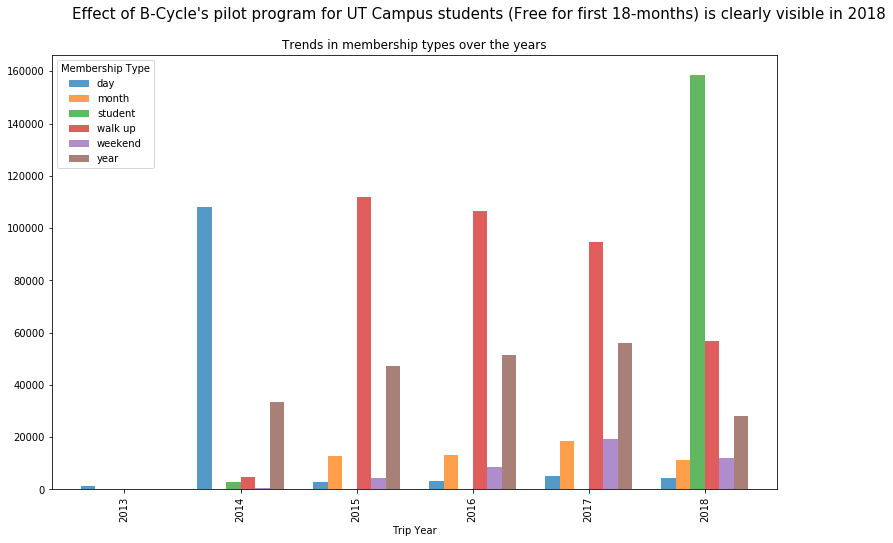 Effect of B-Cycle's pilot program for UT Campus students (Free for first 18-months) is clearly visible in 2018
Trends in membership types over the years
Membership Type
day
month
student
walk up
weekend
year
160000
140000
120000
100000
80000
60000
40000
20000
0
2013
2014
2015
2016
2017
2018
Trip Year